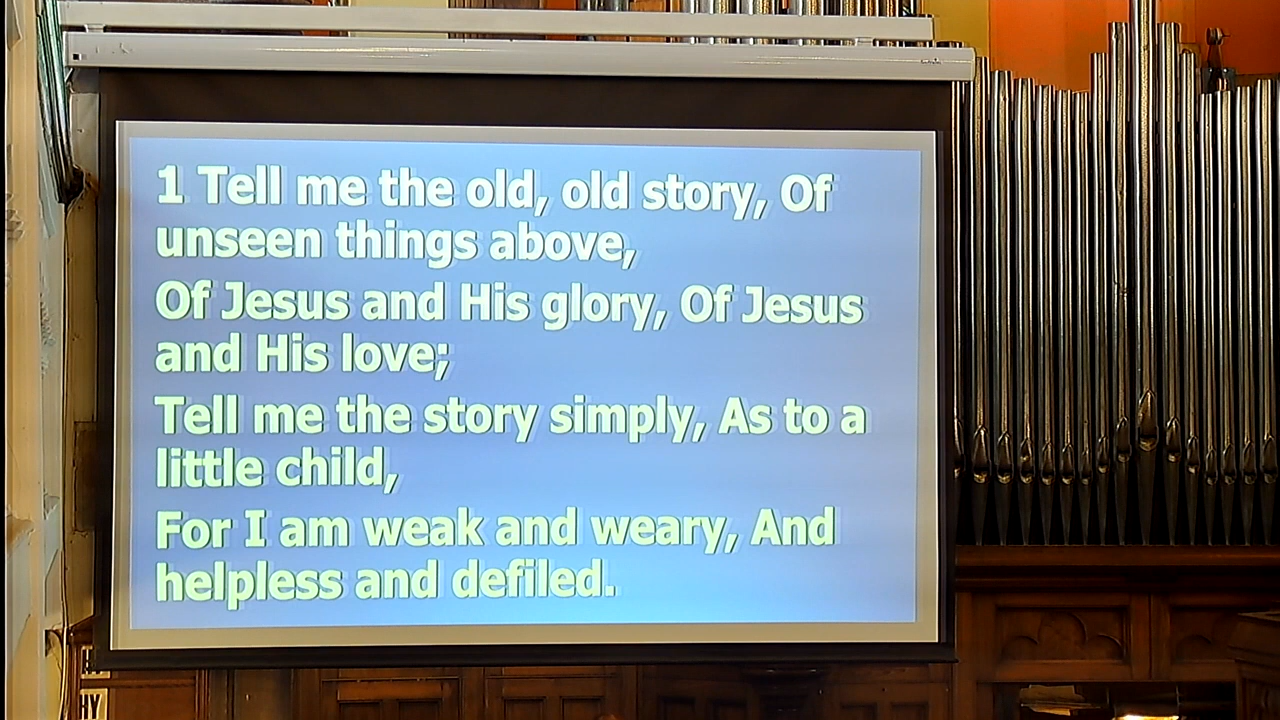 1 Tell me the old, old story, Of
unseen things above,
Of Jesus and His glory, Of Jesus
and His love;
Tell me the story simply, As to a
little child,
For I am weak and weary, And
helpless and defiled.